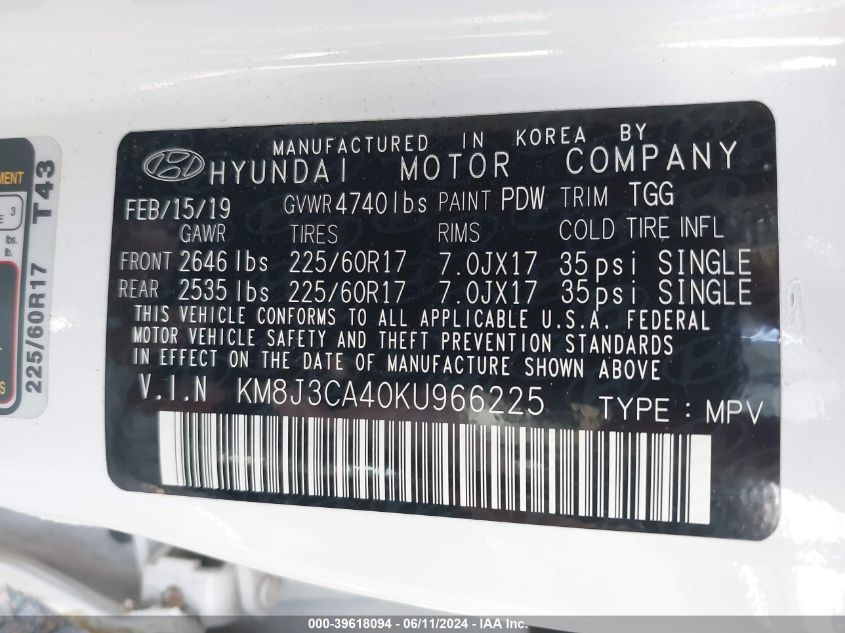 MANUFACTURED IN KOREA BY
HYUNDAI MOTOR COMPANY
FEB/15/19 GVWR 4740lbs PAINT PDW TRIM TGG
GAWR TIRES RIMS COLD TIRE INFL
FRONT 2646 lbs 225/60R17 7.0JX17 35psi SINGLE
REAR 2535 lbs 225/60R17 7.0JX17 35psi SINGLE
THIS VEHICLE CONFORMS TO ALL APPLICABLE U.S.A. FEDERAL
MOTOR VEHICLE SAFETY AND THEFT PREVENTION STANDARDS
IN EFFECT ON THE DATE OF MANUFACTURE SHOWN ABOVE
V.I.N KM8J3CA40KU966225 TYPE : MPV
225/60R17 T43
MENT
3
lbs.
lb.
000-39618094 - 06/11/2024 - IAA Inc.